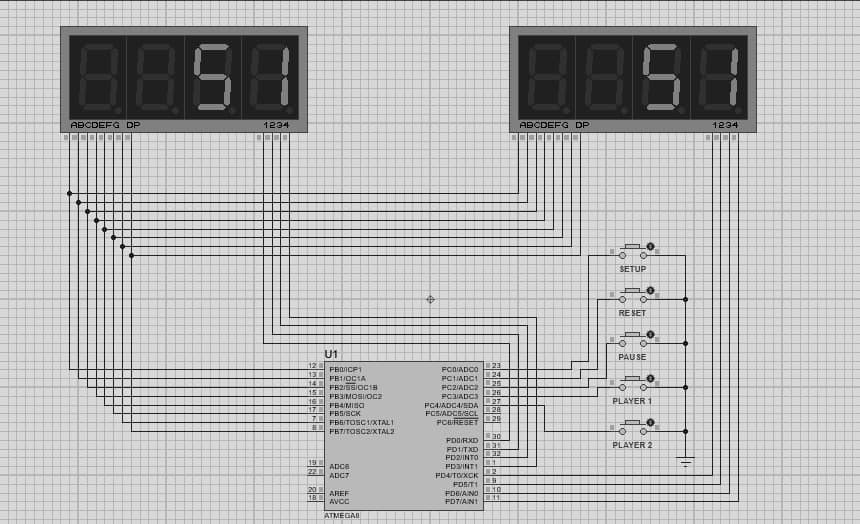 51
51
ABCDEFG DP
1234
ABCDEFG DP
1234
SETUP
RESET
PAUSE
PLAYER 1
PLAYER 2
U1
12 PB0/ICP1 PC0/ADC0 23
13 PB1/OC1A PC1/ADC1 24
14 PB2/SS/OC1B PC2/ADC2 25
15 PB3/MOSI/OC2 PC3/ADC3 26
16 PB4/MISO PC4/ADC4/SDA 27
17 PB5/SCK PC5/ADC5/SCL 28
7 PB6/TOSC1/XTAL1 PC6/RESET 29
8 PB7/TOSC2/XTAL2
PD0/RXD 30
PD1/TXD 31
PD2/INT0 32
19 ADC6 PD3/INT1 1
22 ADC7 PD4/T0/XCK 2
PD5/T1 9
20 AREF PD6/AIN0 10
18 AVCC PD7/AIN1 11
ATMEGA8